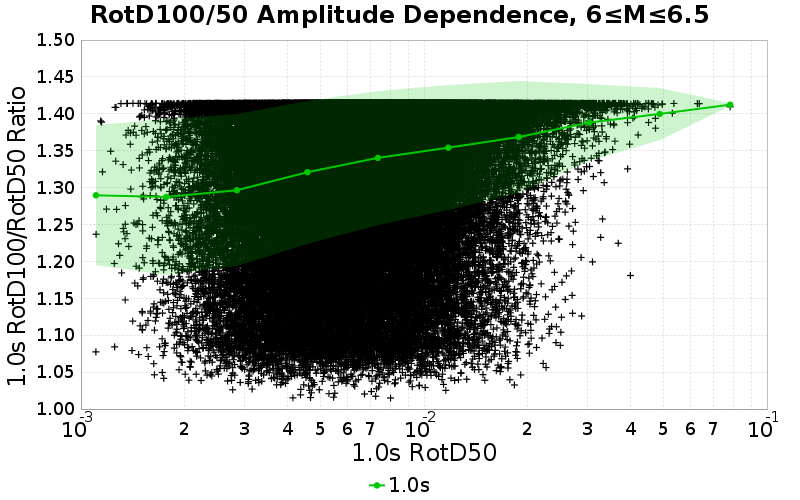 RotD100/50 Amplitude Dependence, 6≤M≤6.5
1.0s RotD100/RotD50 Ratio
1.50
1.45
1.40
1.35
1.30
1.25
1.20
1.15
1.10
1.05
1.00
10-3 2 3 4 5 6 7 10-2 2 3 4 5 6 7 10-1
1.0s RotD50
1.0s